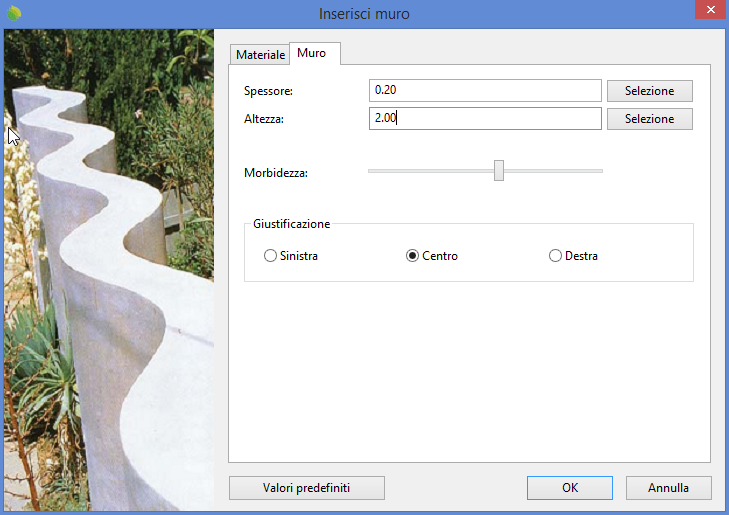 Inserisci muro
Materiale Muro
Spessore: 0.20 Selezione
Altezza: 2.00 Selezione
Morbidezza:
Giustificazione
Sinistra Centro Destra
Valori predefiniti OK Annulla